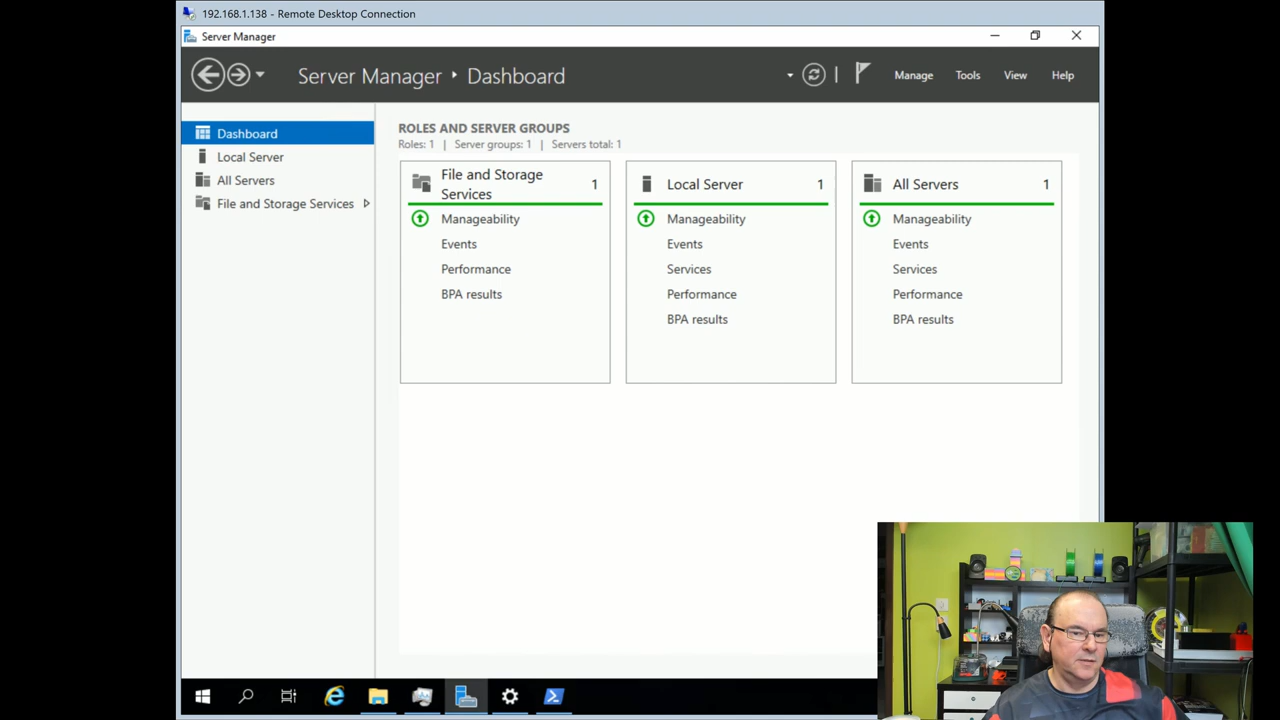 192.168.1.138 - Remote Desktop Connection
Server Manager
Server Manager ‣ Dashboard
Manage Tools View Help
Dashboard
Local Server
All Servers
File and Storage Services
ROLES AND SERVER GROUPS
Roles: 1 | Server groups: 1 | Servers total: 1
File and Storage
Services
1
Manageability
Events
Performance
BPA results
Local Server 1
Manageability
Events
Services
Performance
BPA results
All Servers 1
Manageability
Events
Services
Performance
BPA results